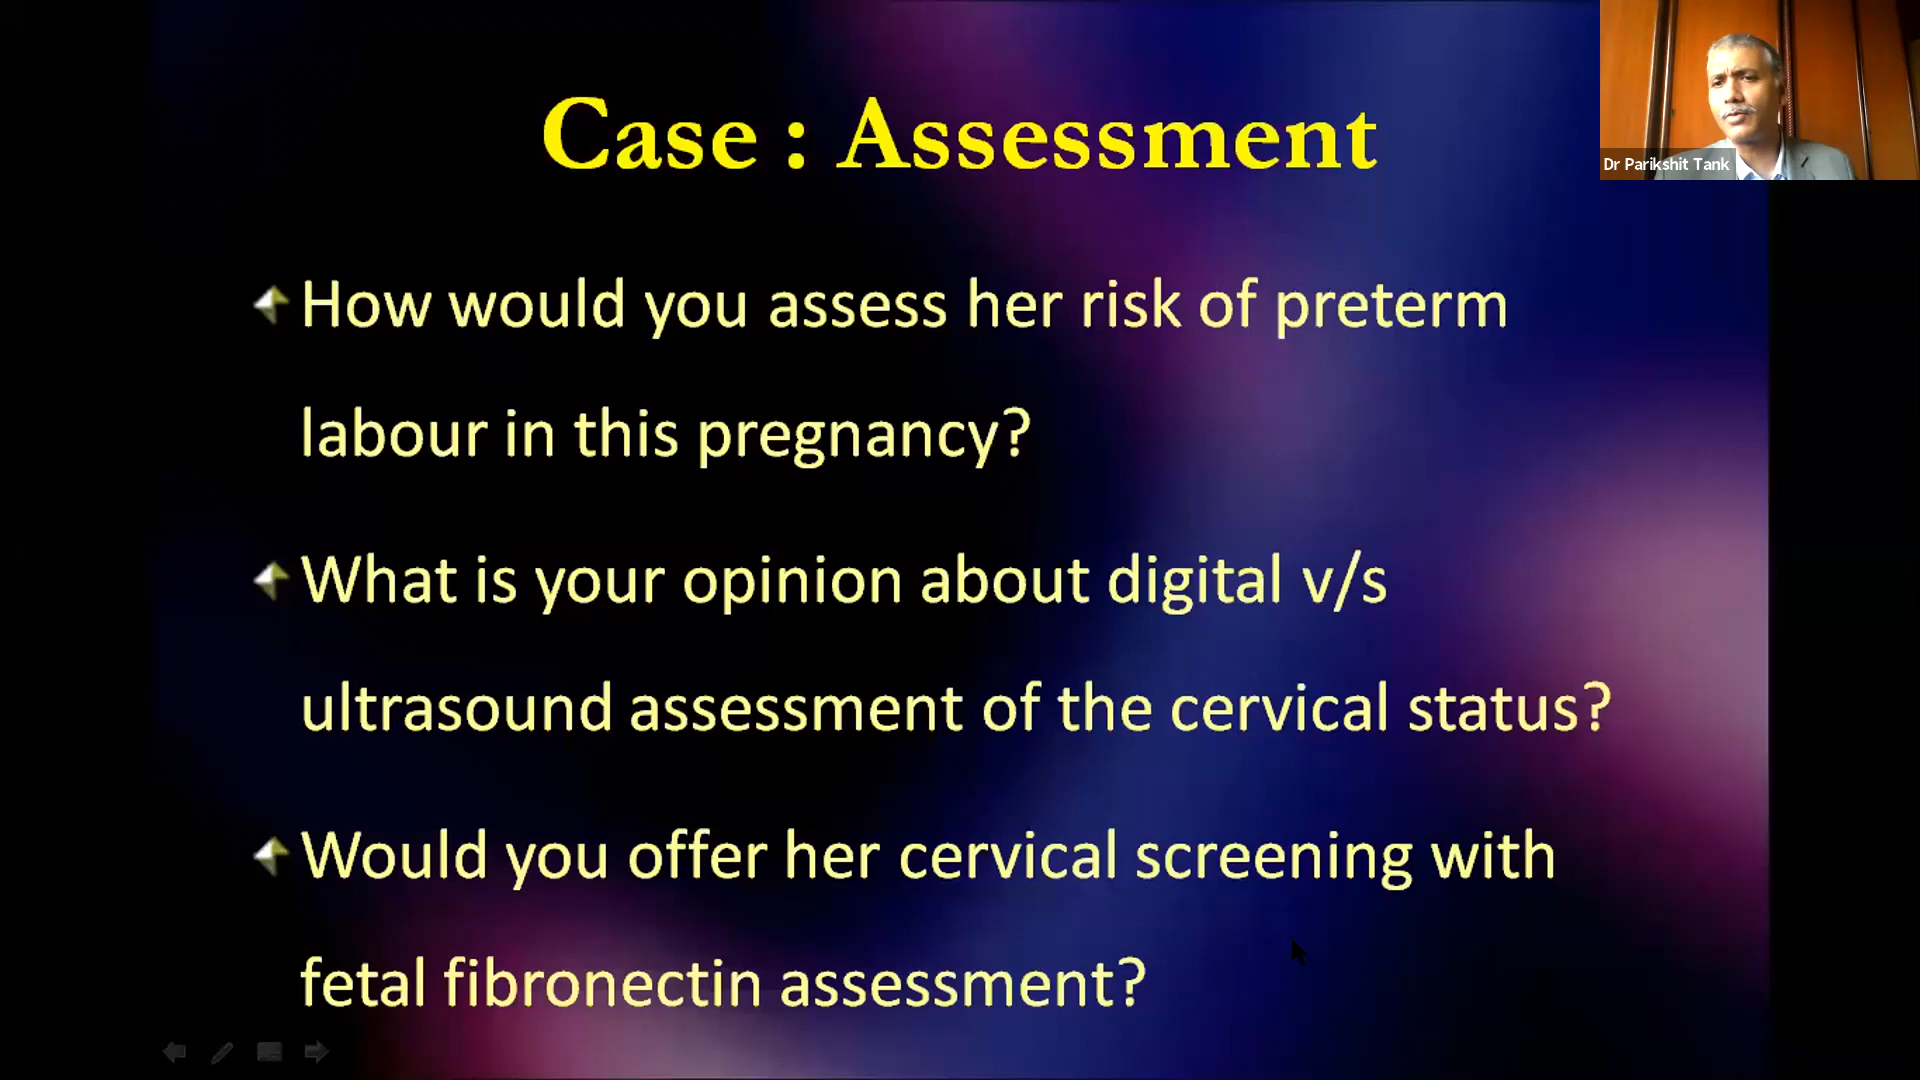 Case : Assessment
Dr Parikshit Tank
How would you assess her risk of preterm
labour in this pregnancy?
What is your opinion about digital v/s
ultrasound assessment of the cervical status?
Would you offer her cervical screening with
fetal fibronectin assessment?